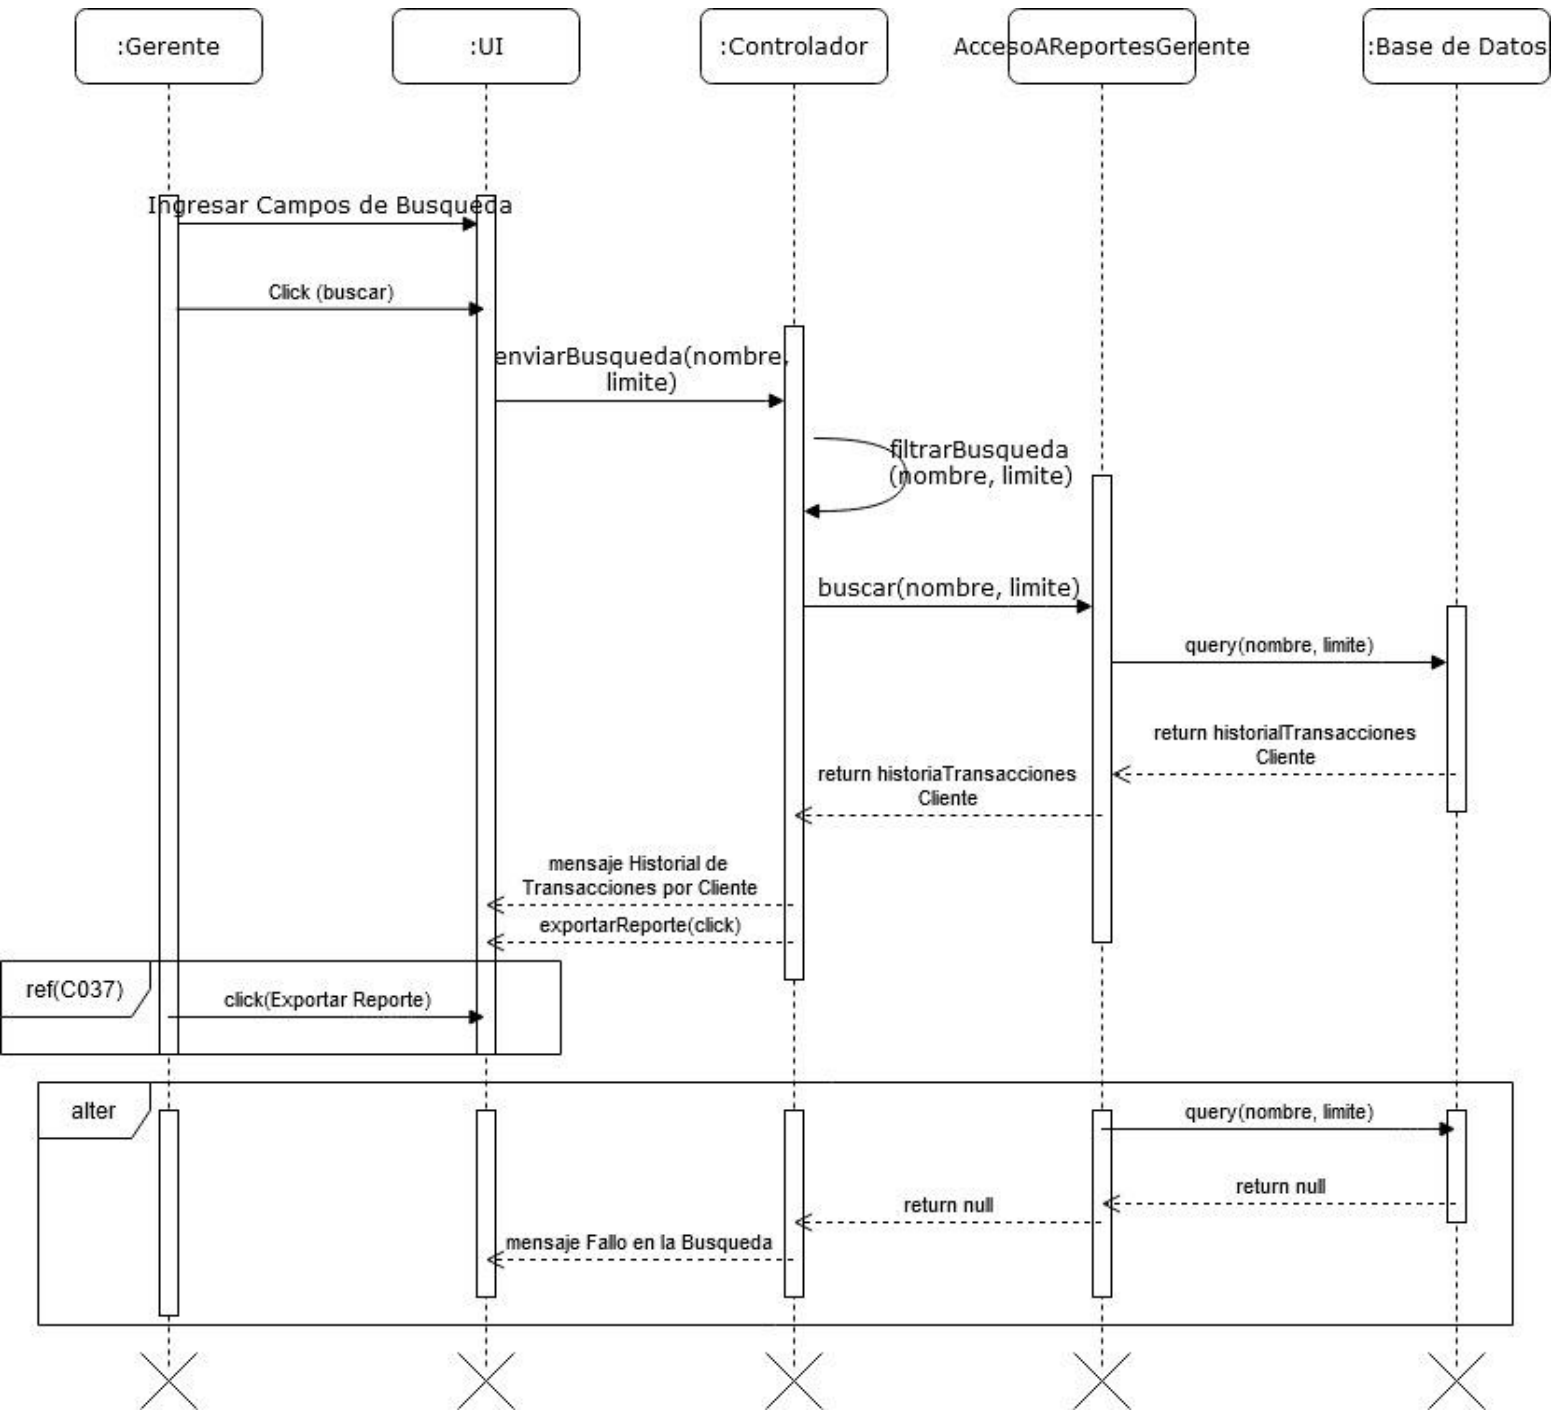 :Gerente
:UI
:Controlador
AccesoAReportesGerente
:Base de Datos
Ingresar Campos de Busqueda
Click (buscar)
enviarBusqueda(nombre,
limite)
filtrarBusqueda
(nombre, limite)
buscar(nombre, limite)
query(nombre, limite)
return historialTransacciones
Cliente
return historiaTransacciones
Cliente
mensaje Historial de
Transacciones por Cliente
exportarReporte(click)
ref(C037)
click(Exportar Reporte)
alter
query(nombre, limite)
return null
return null
mensaje Fallo en la Busqueda